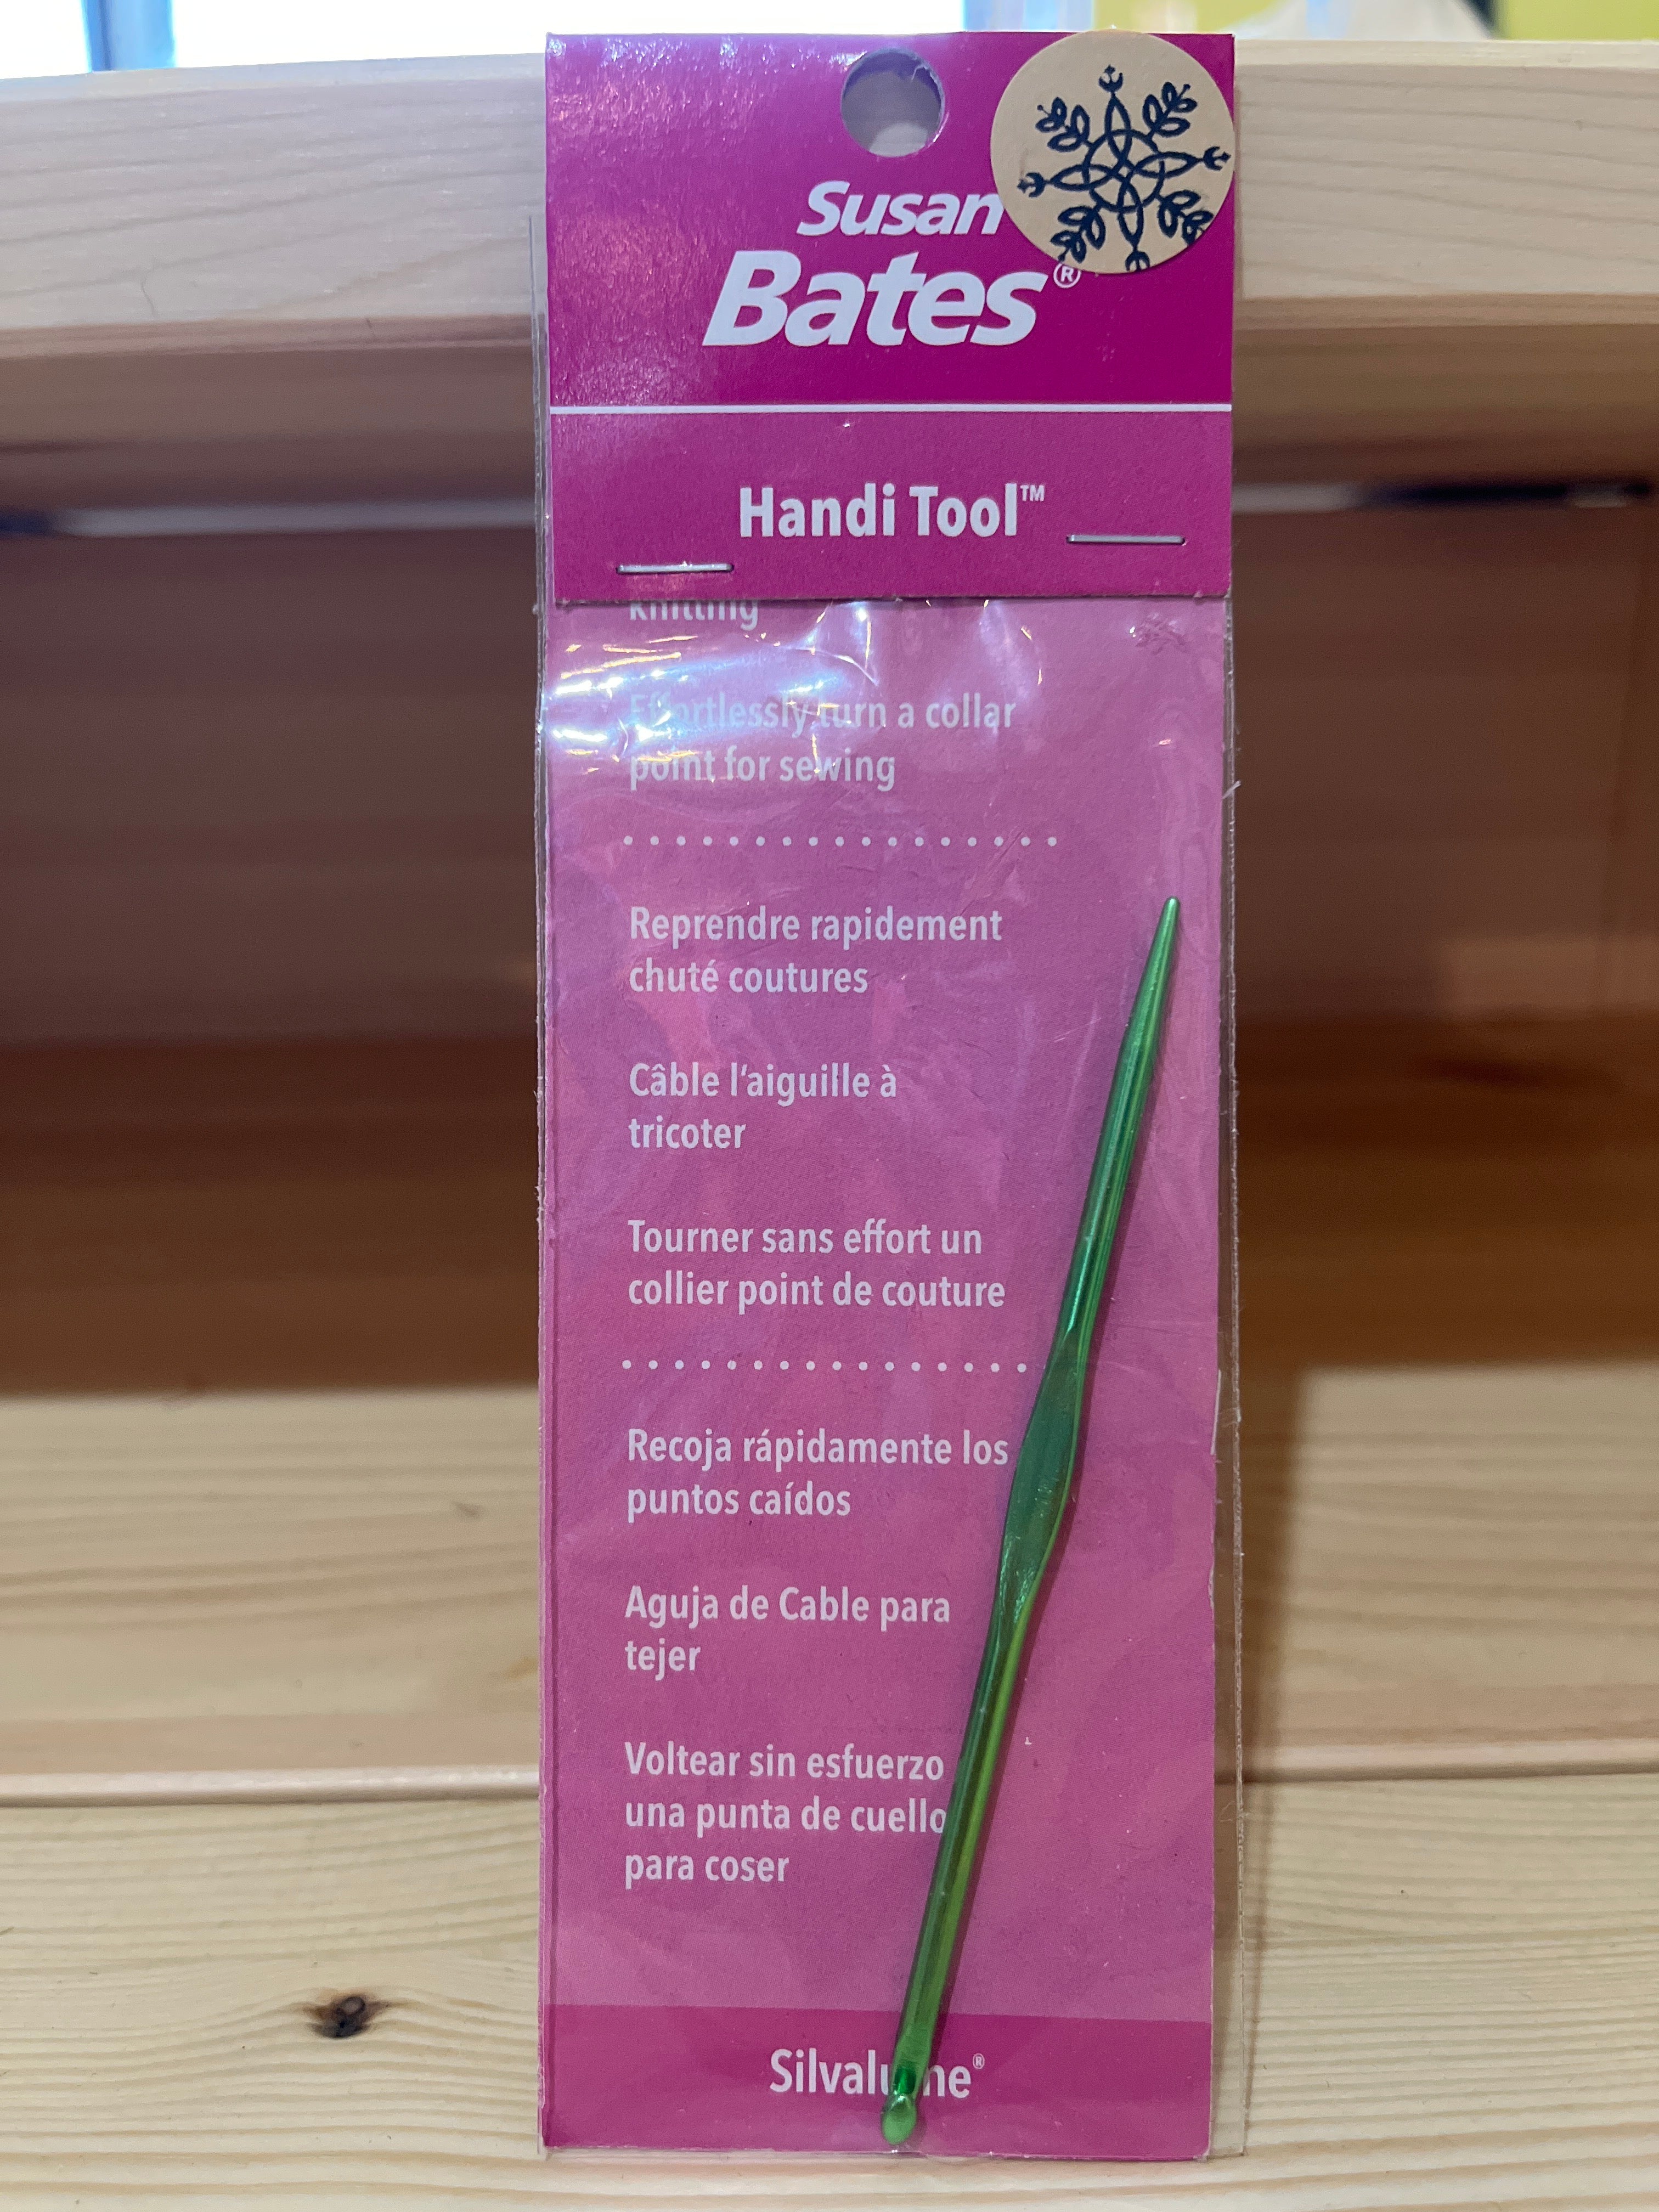 Susan
Bates®
Handi Tool™
knitting
Effortlessly turn a collar
point for sewing
Reprendre rapidement
chuté coutures
Câble l'aiguille à
tricoter
Tourner sans effort un
collier point de couture
Recoja rápidamente los
puntos caídos
Aguja de Cable para
tejer
Voltear sin esfuerzo
una punta de cuello
para coser
Silvalume®